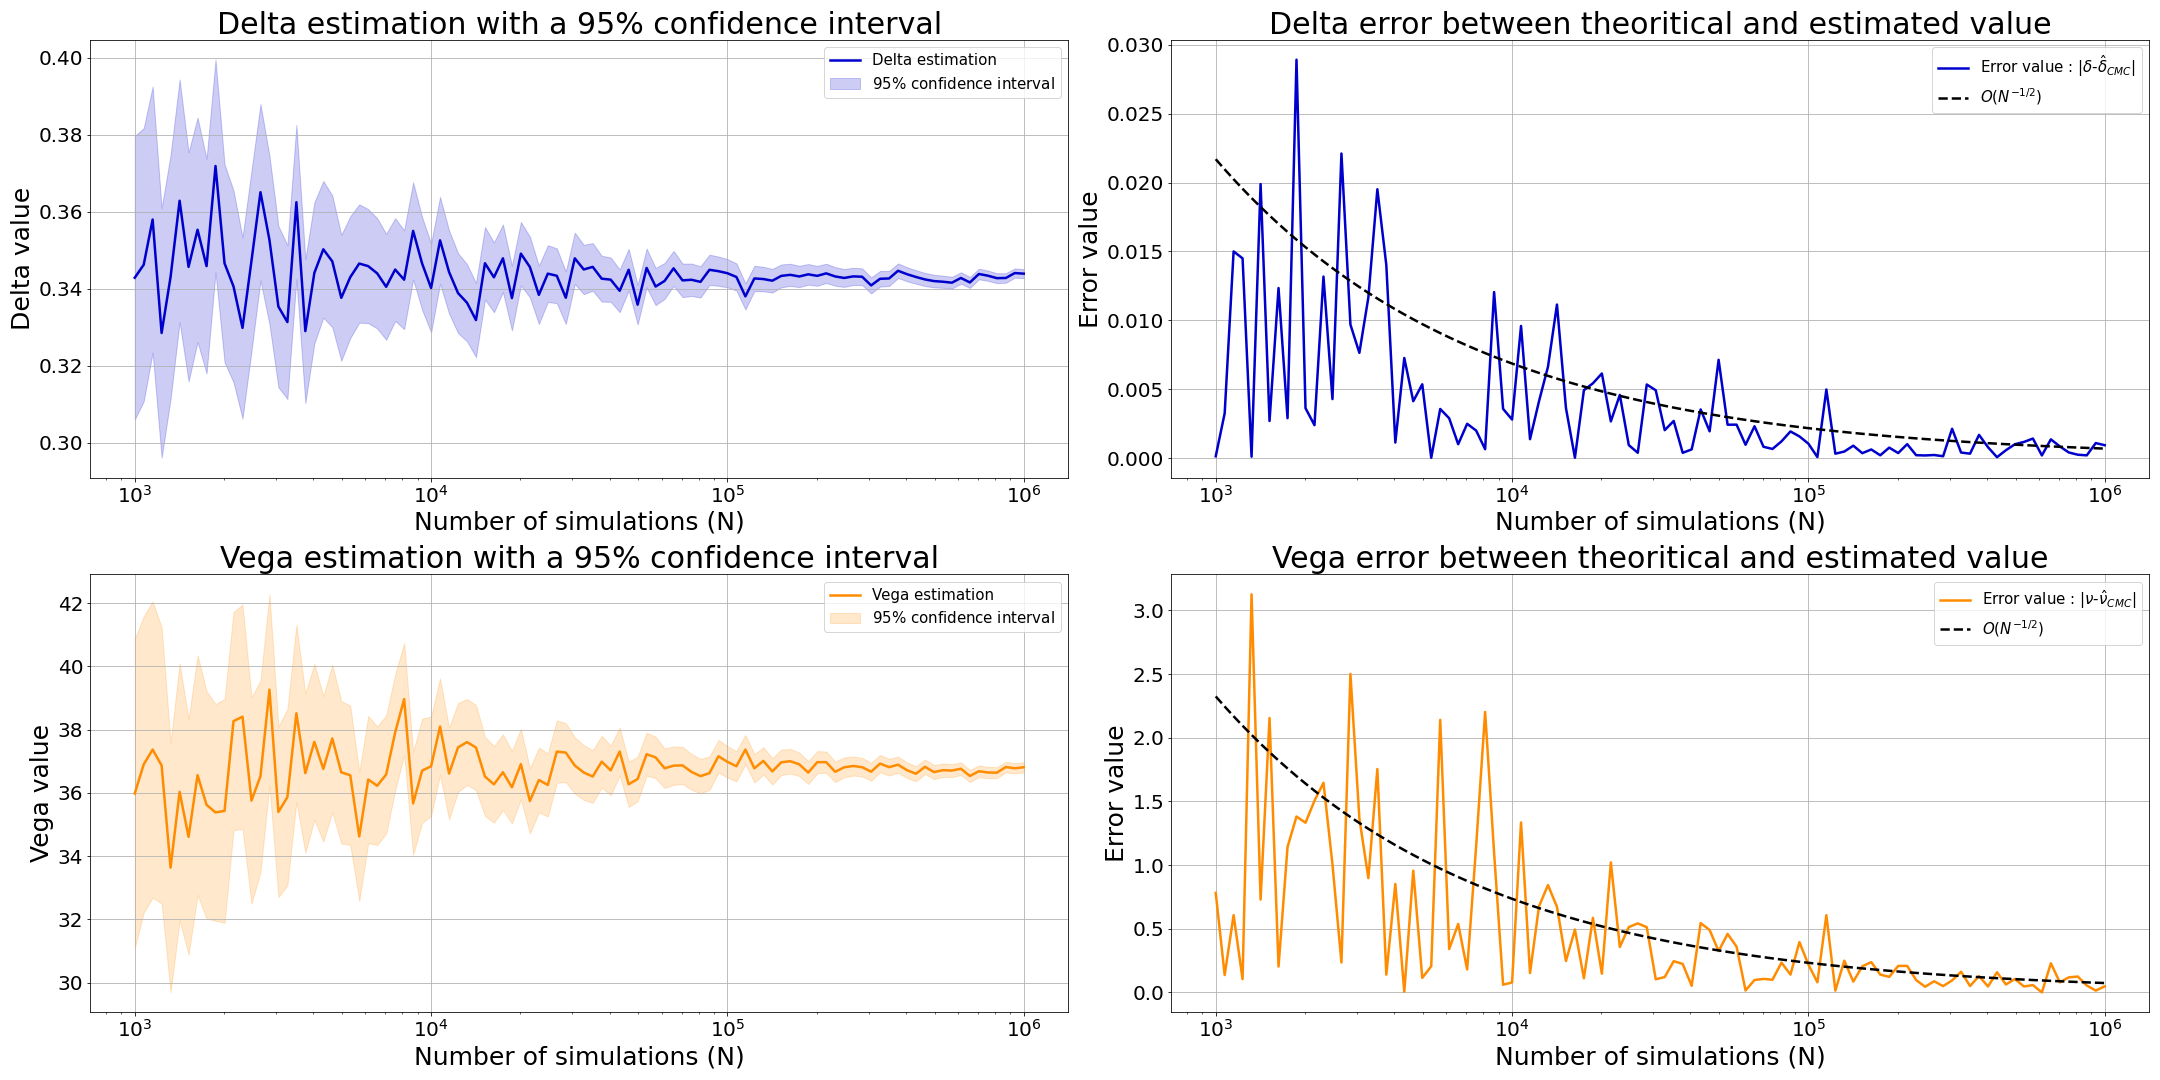 Delta estimation with a 95% confidence interval
Delta value
0.40
0.38
0.36
0.34
0.32
0.30
Delta estimation
95% confidence interval
10³ 10⁴ 10⁵ 10⁶
Number of simulations (N)
Delta error between theoritical and estimated value
Error value
0.030
0.025
0.020
0.015
0.010
0.005
0.000
Error value : |δ-δ̂_CMC|
O(N⁻¹/²)
10³ 10⁴ 10⁵ 10⁶
Number of simulations (N)
Vega estimation with a 95% confidence interval
Vega value
42
40
38
36
34
32
30
Vega estimation
95% confidence interval
10³ 10⁴ 10⁵ 10⁶
Number of simulations (N)
Vega error between theoritical and estimated value
Error value
3.0
2.5
2.0
1.5
1.0
0.5
0.0
Error value : |ν-ν̂_CMC|
O(N⁻¹/²)
10³ 10⁴ 10⁵ 10⁶
Number of simulations (N)